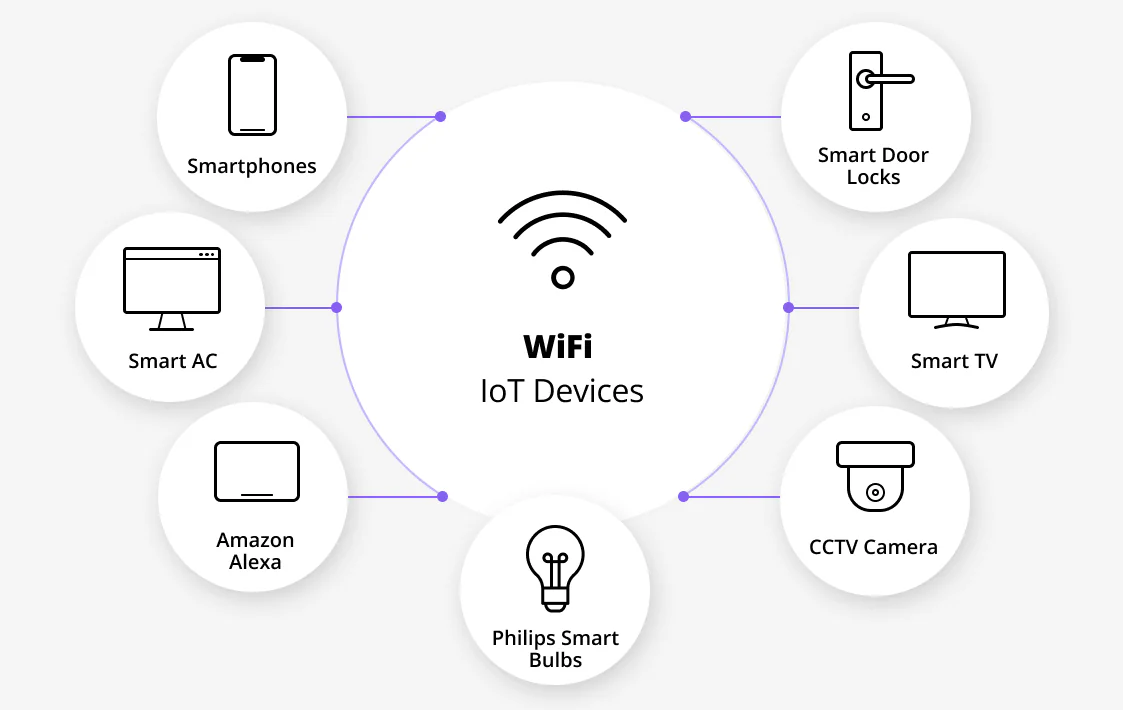 Smartphones
Smart Door
Locks
WiFi
IoT Devices
Smart AC
Smart TV
Amazon
Alexa
CCTV Camera
Philips Smart
Bulbs